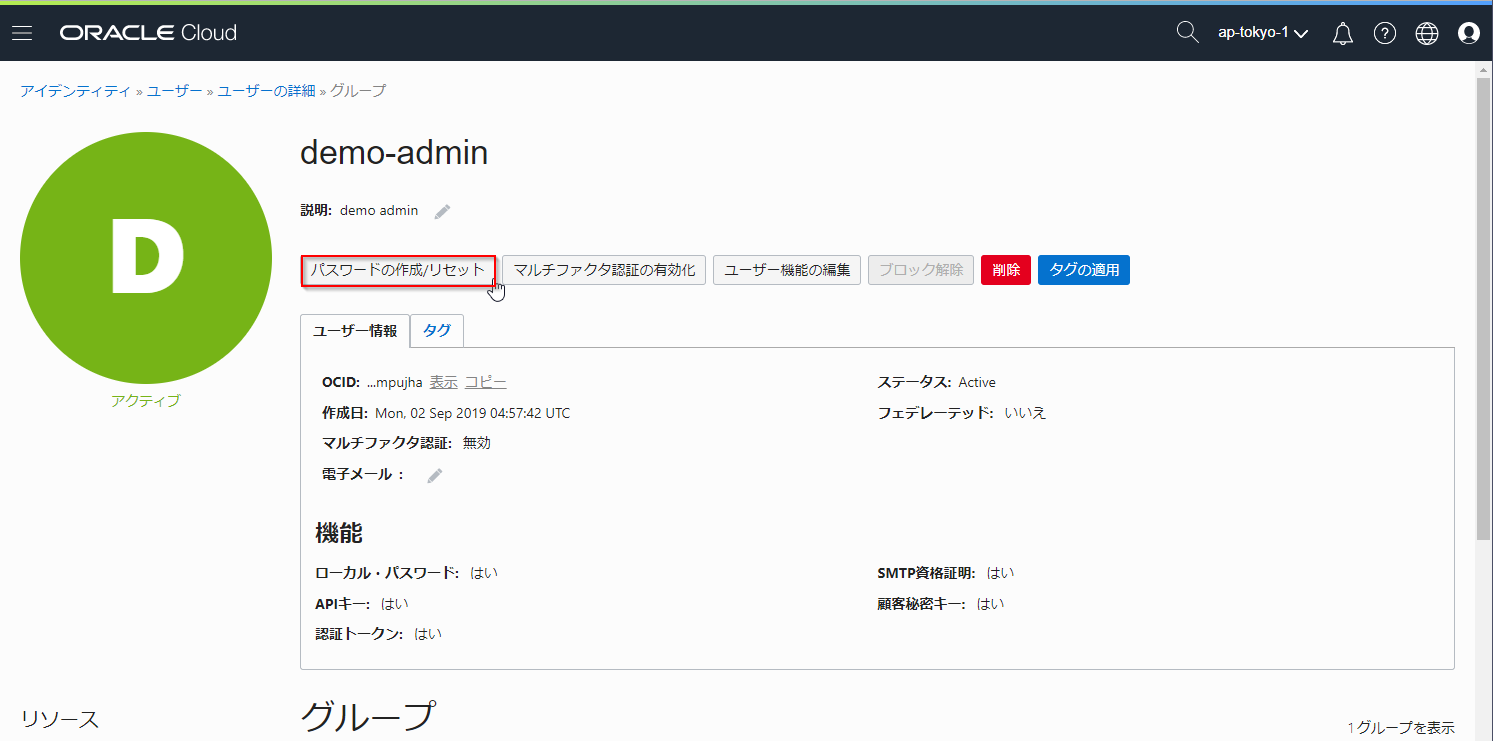 ORACLE Cloud
ap-tokyo-1
アイデンティティ » ユーザー » ユーザーの詳細 » グループ
D
アクティブ
demo-admin
説明: demo admin
パスワードの作成/リセット マルチファクタ認証の有効化 ユーザー機能の編集 ブロック解除 削除 タグの適用
ユーザー情報 タグ
OCID: ...mpujha 表示 コピー
ステータス: Active
作成日: Mon, 02 Sep 2019 04:57:42 UTC
フェデレーテッド: いいえ
マルチファクタ認証: 無効
電子メール :
機能
ローカル・パスワード: はい
SMTP資格証明: はい
APIキー: はい
顧客秘密キー: はい
認証トークン: はい
リソース
グループ
1グループを表示